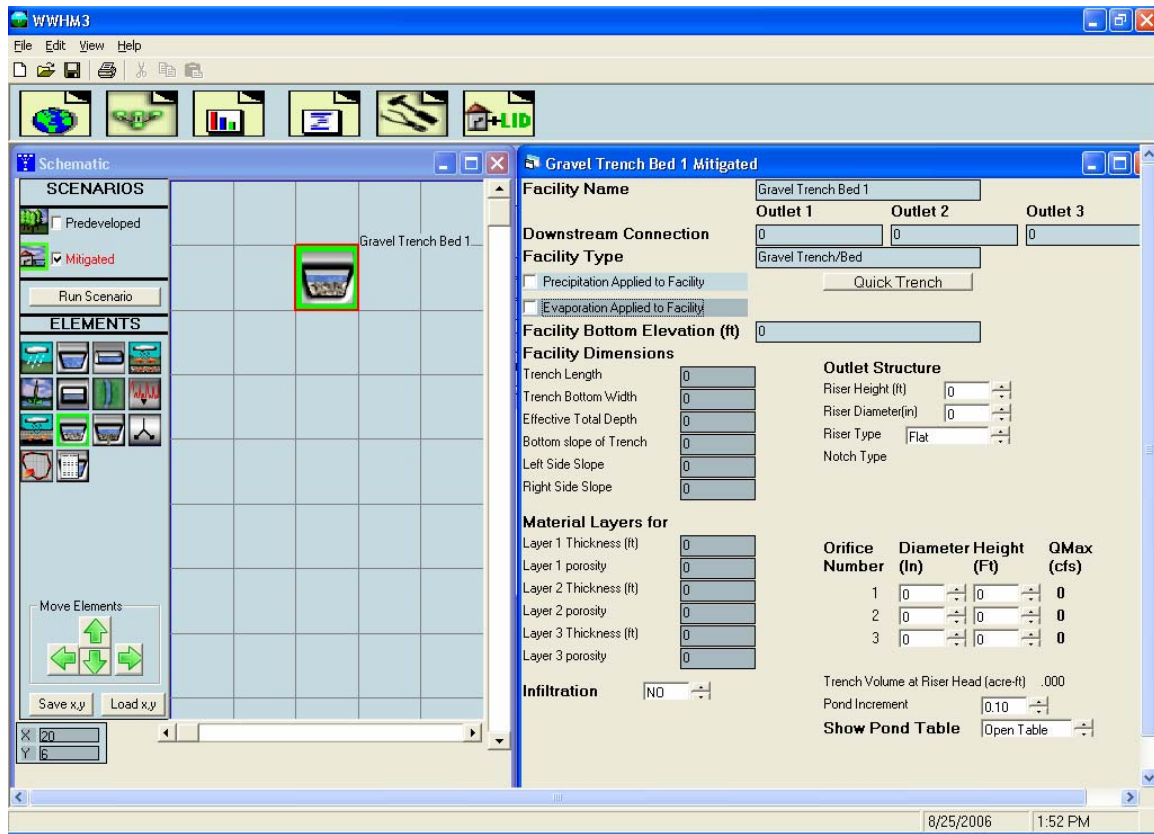 WWHM3
File Edit View Help
+LID
Schematic
SCENARIOS
Predeveloped
Mitigated
Run Scenario
ELEMENTS
Move Elements
Save x,y Load x,y
X 20
Y 6
Gravel Trench Bed 1
Gravel Trench Bed 1 Mitigated
Facility Name Gravel Trench Bed 1
Outlet 1 Outlet 2 Outlet 3
Downstream Connection 0 0 0
Facility Type Gravel Trench/Bed
Precipitation Applied to Facility Quick Trench
Evaporation Applied to Facility
Facility Bottom Elevation (ft) 0
Facility Dimensions
Trench Length 0
Trench Bottom Width 0
Effective Total Depth 0
Bottom slope of Trench 0
Left Side Slope 0
Right Side Slope 0
Outlet Structure
Riser Height (ft) 0
Riser Diameter(in) 0
Riser Type Flat
Notch Type
Material Layers for
Layer 1 Thickness (ft) 0
Layer 1 porosity 0
Layer 2 Thickness (ft) 0
Layer 2 porosity 0
Layer 3 Thickness (ft) 0
Layer 3 porosity 0
Infiltration NO
Orifice Diameter Height QMax
Number (In) (Ft) (cfs)
1 0 0 0
2 0 0 0
3 0 0 0
Trench Volume at Riser Head (acre-ft) .000
Pond Increment 0.10
Show Pond Table Open Table
8/25/2006 1:52 PM